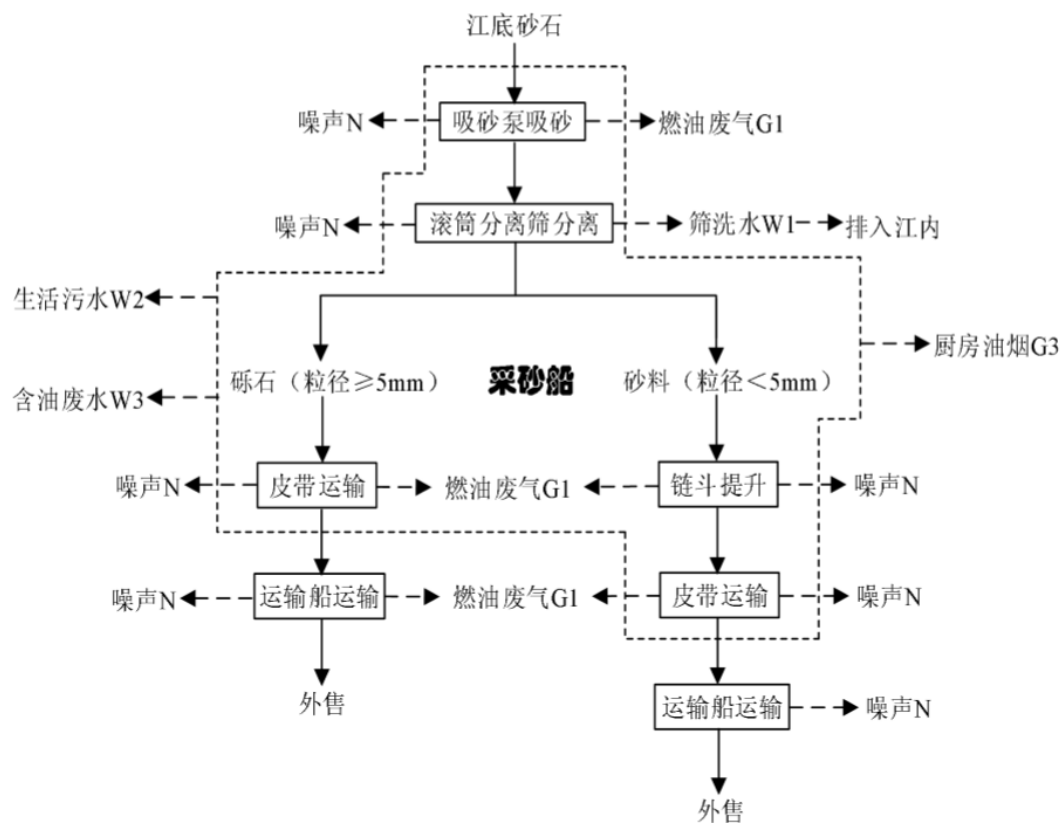 江底砂石
噪声N
吸砂泵吸砂
燃油废气G1
噪声N
滚筒分离筛分离
筛洗水W1
排入江内
生活污水W2
厨房油烟G3
砾石（粒径≥5mm）
采砂船
砂料（粒径＜5mm）
含油废水W3
噪声N
皮带运输
燃油废气G1
链斗提升
噪声N
噪声N
运输船运输
燃油废气G1
皮带运输
噪声N
外售
运输船运输
噪声N
外售